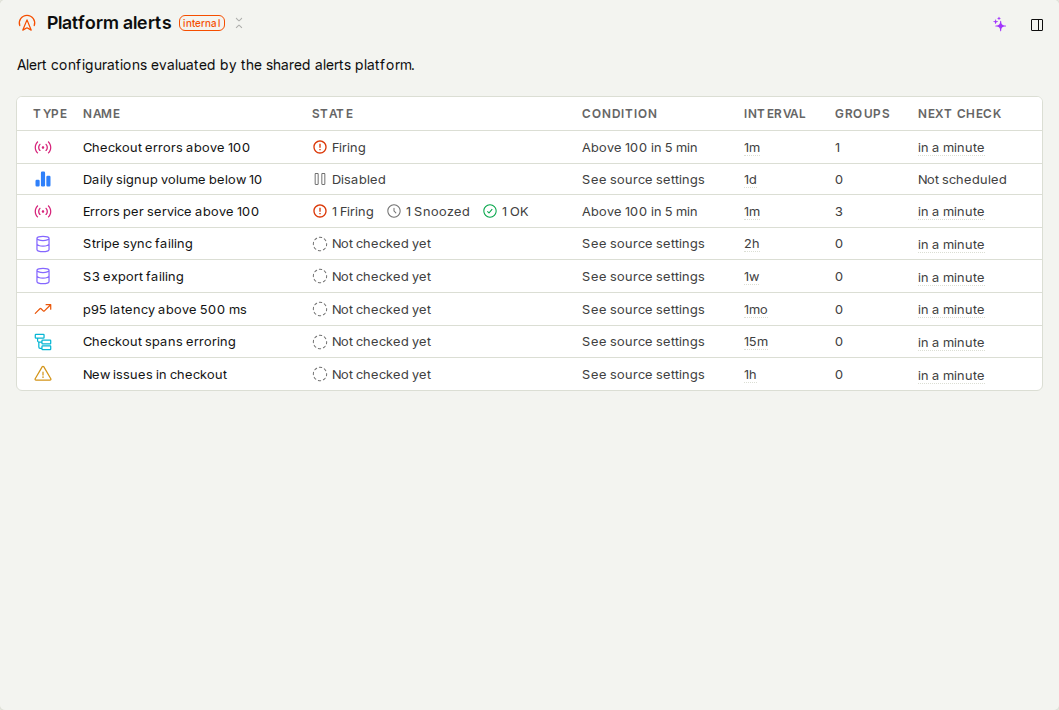 Platform alerts internal
Alert configurations evaluated by the shared alerts platform.
TYPE NAME STATE CONDITION INTERVAL GROUPS NEXT CHECK
Checkout errors above 100 Firing Above 100 in 5 min 1m 1 in a minute
Daily signup volume below 10 Disabled See source settings 1d 0 Not scheduled
Errors per service above 100 1 Firing 1 Snoozed 1 OK Above 100 in 5 min 1m 3 in a minute
Stripe sync failing Not checked yet See source settings 2h 0 in a minute
S3 export failing Not checked yet See source settings 1w 0 in a minute
p95 latency above 500 ms Not checked yet See source settings 1mo 0 in a minute
Checkout spans erroring Not checked yet See source settings 15m 0 in a minute
New issues in checkout Not checked yet See source settings 1h 0 in a minute